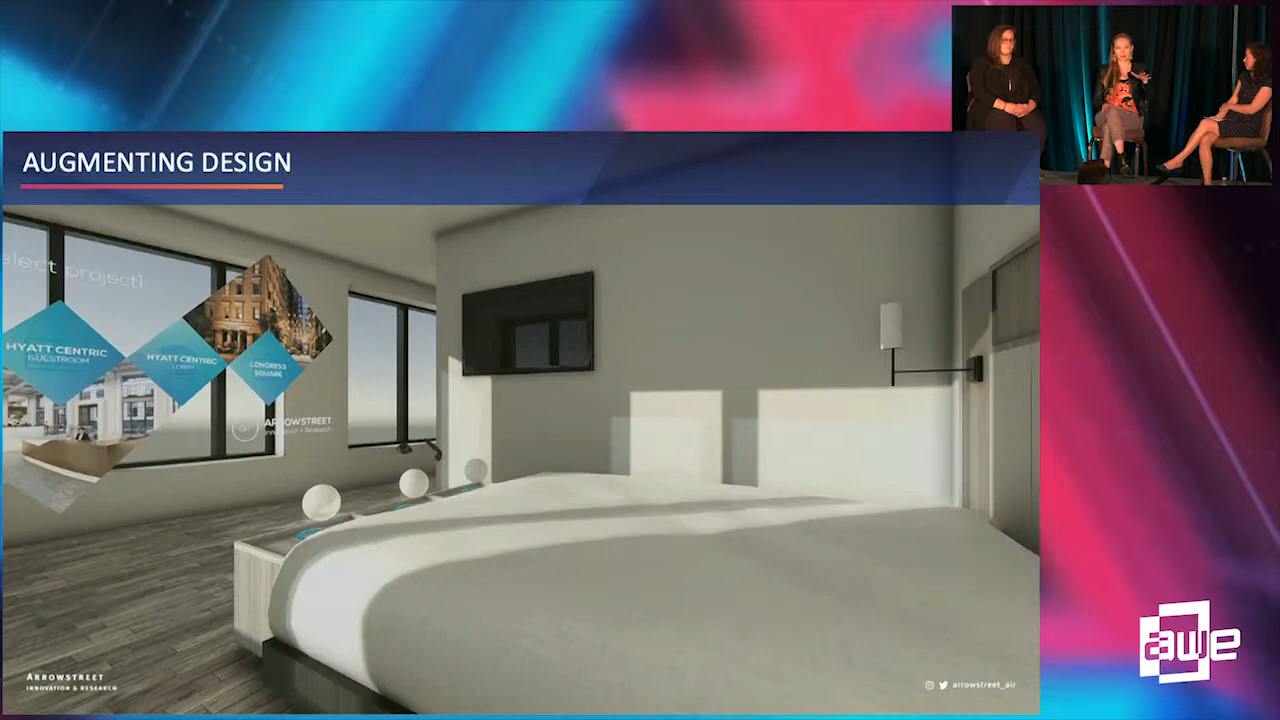 AUGMENTING DESIGN
elect project]
HYATT CENTRIC
GUESTROOM
HYATT CENTRIC
LOBBY
CONGRESS
SQUARE
air
ARROWSTREET
Innovation + Research
ARROWSTREET
INNOVATION & RESEARCH
arrowstreet_air
awe